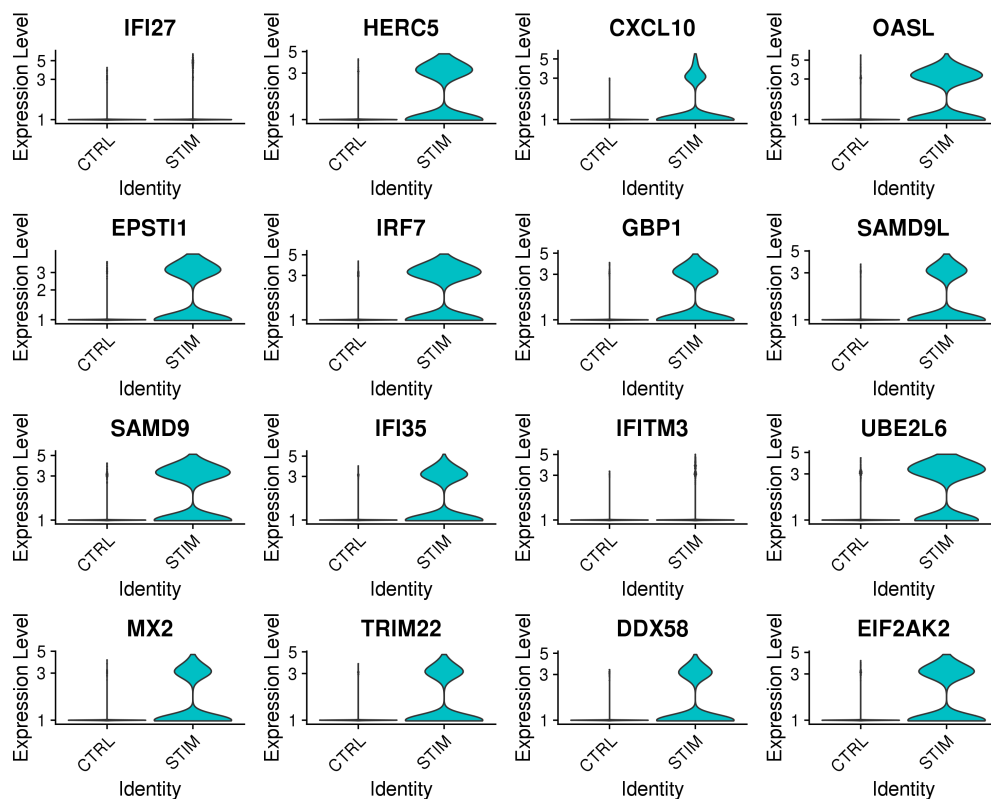 IFI27 HERC5 CXCL10 OASL
Expression Level 5 3 1 Expression Level 5 3 1 Expression Level 5 3 1 Expression Level 5 3 1
CTRL STIM CTRL STIM CTRL STIM CTRL STIM
Identity Identity Identity Identity
EPSTI1 IRF7 GBP1 SAMD9L
Expression Level 3 2 1 Expression Level 5 3 1 Expression Level 5 3 1 Expression Level 5 3 1
CTRL STIM CTRL STIM CTRL STIM CTRL STIM
Identity Identity Identity Identity
SAMD9 IFI35 IFITM3 UBE2L6
Expression Level 5 3 1 Expression Level 5 3 1 Expression Level 5 3 1 Expression Level 5 3 1
CTRL STIM CTRL STIM CTRL STIM CTRL STIM
Identity Identity Identity Identity
MX2 TRIM22 DDX58 EIF2AK2
Expression Level 5 3 1 Expression Level 5 3 1 Expression Level 5 3 1 Expression Level 5 3 1
CTRL STIM CTRL STIM CTRL STIM CTRL STIM
Identity Identity Identity Identity